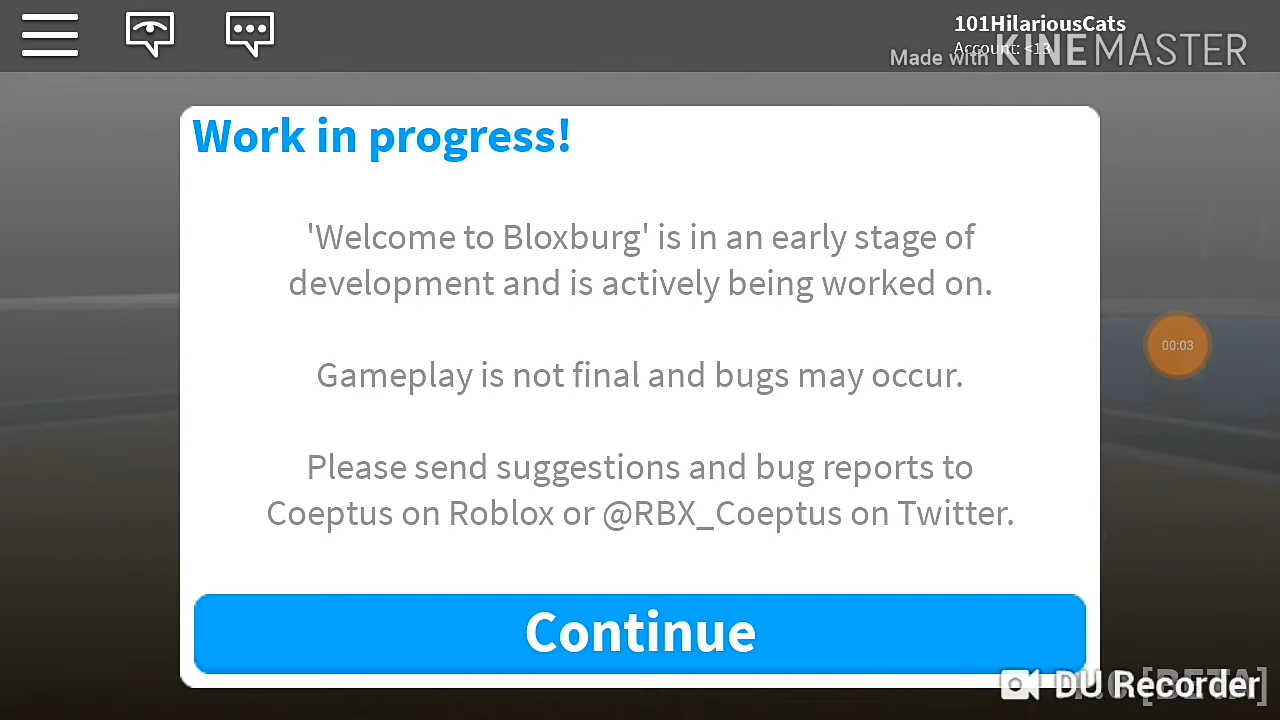 101HilariousCats
Account: <13
Made with KINEMASTER
Work in progress!
'Welcome to Bloxburg' is in an early stage of
development and is actively being worked on.
Gameplay is not final and bugs may occur.
Please send suggestions and bug reports to
Coeptus on Roblox or @RBX_Coeptus on Twitter.
00:03
Continue
[BETA]
DU Recorder